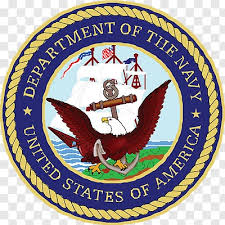 DEPARTMENT OF THE NAVY
UNITED STATES OF AMERICA